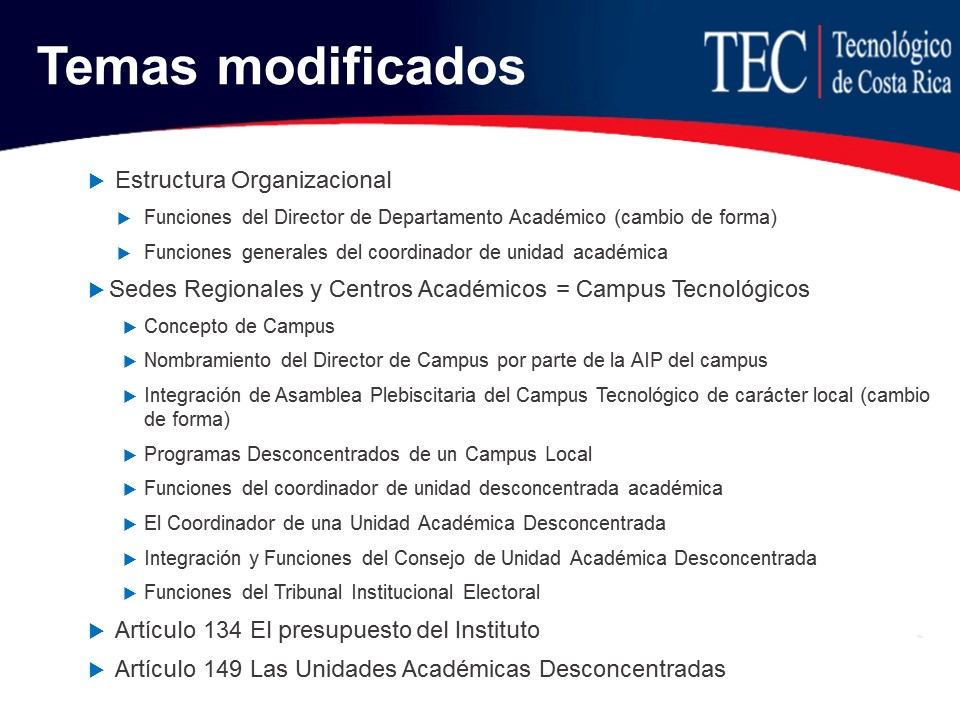 Temas modificados
TEC | Tecnológico
de Costa Rica
Estructura Organizacional
Funciones del Director de Departamento Académico (cambio de forma)
Funciones generales del coordinador de unidad académica
Sedes Regionales y Centros Académicos = Campus Tecnológicos
Concepto de Campus
Nombramiento del Director de Campus por parte de la AIP del campus
Integración de Asamblea Plebiscitaria del Campus Tecnológico de carácter local (cambio
de forma)
Programas Desconcentrados de un Campus Local
Funciones del coordinador de unidad desconcentrada académica
El Coordinador de una Unidad Académica Desconcentrada
Integración y Funciones del Consejo de Unidad Académica Desconcentrada
Funciones del Tribunal Institucional Electoral
Artículo 134 El presupuesto del Instituto
Artículo 149 Las Unidades Académicas Desconcentradas